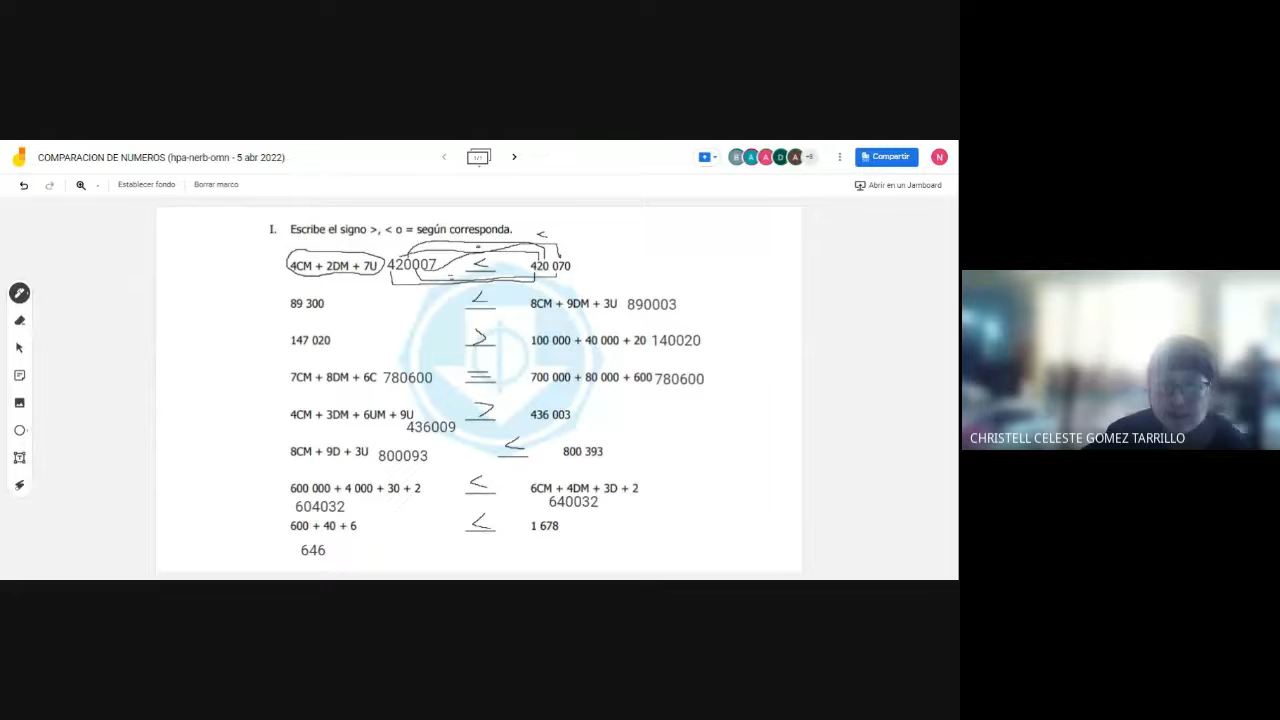 COMPARACION DE NUMEROS (hpa-nerb-omn - 5 abr 2022)
1/1
B A A D A +8
Compartir
N
Establecer fondo
Borrar marco
Abrir en un Jamboard
I. Escribe el signo >, < o = según corresponda.
<
=
4CM + 2DM + 7U 420007 < 420 070
=
89 300 < 8CM + 9DM + 3U 890003
147 020 > 100 000 + 40 000 + 20 140020
7CM + 8DM + 6C 780600 = 700 000 + 80 000 + 600 780600
4CM + 3DM + 6UM + 9U > 436 003
436009
8CM + 9D + 3U 800093 < 800 393
600 000 + 4 000 + 30 + 2 < 6CM + 4DM + 3D + 2
604032 640032
600 + 40 + 6 < 1 678
646
CHRISTELL CELESTE GOMEZ TARRILLO